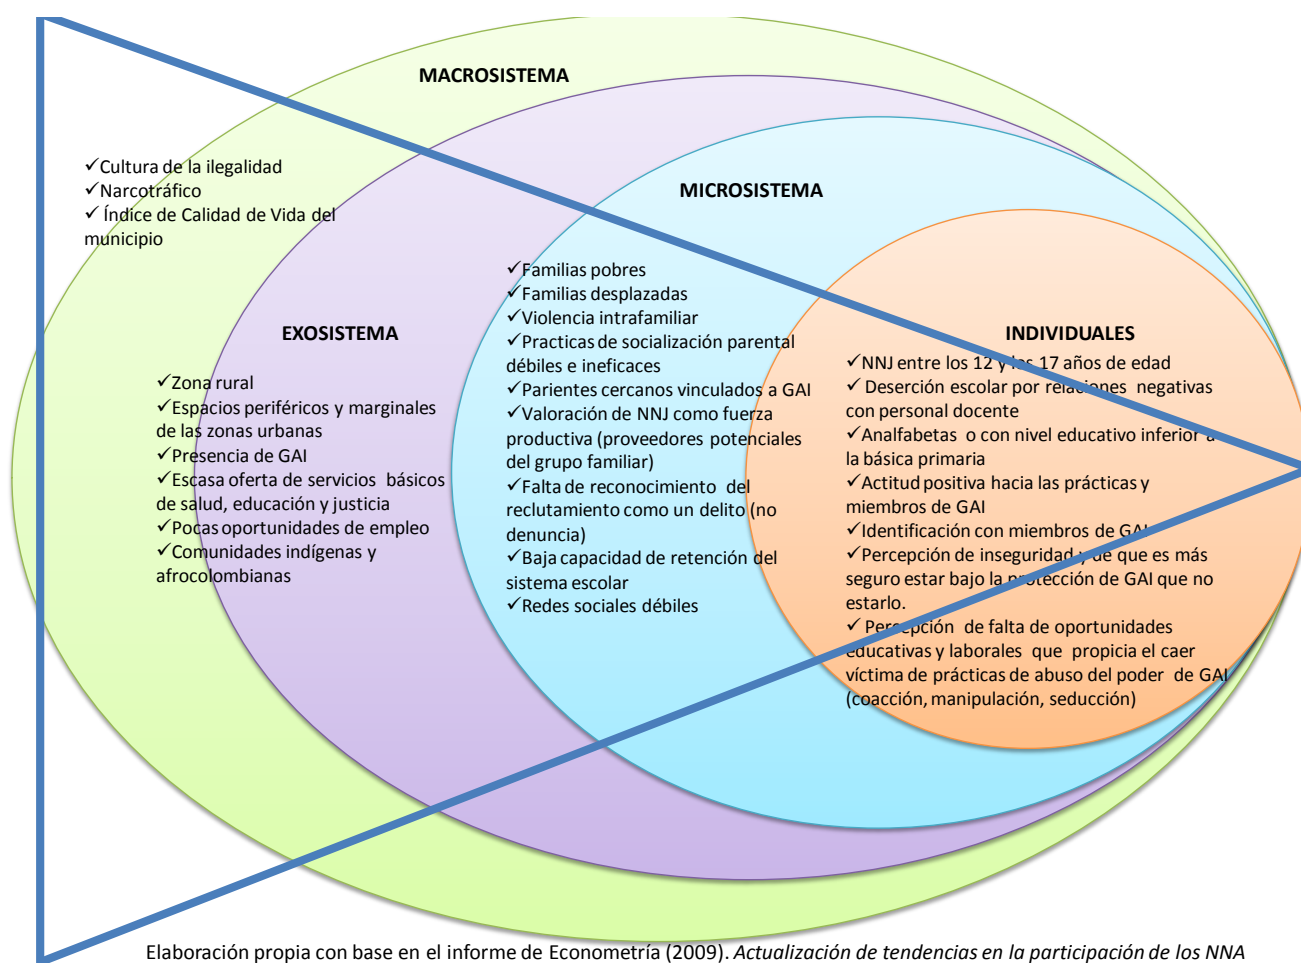 MACROSISTEMA
✓Cultura de la ilegalidad
✓Narcotráfico
✓ Índice de Calidad de Vida del
municipio
EXOSISTEMA
✓Zona rural
✓Espacios periféricos y marginales
de las zonas urbanas
✓Presencia de GAI
✓Escasa oferta de servicios básicos
de salud, educación y justicia
✓Pocas oportunidades de empleo
✓Comunidades indígenas y
afrocolombianas
MICROSISTEMA
✓Familias pobres
✓Familias desplazadas
✓Violencia intrafamiliar
✓Practicas de socialización parental
débiles e ineficaces
✓Parientes cercanos vinculados a GAI
✓Valoración de NNJ como fuerza
productiva (proveedores potenciales
del grupo familiar)
✓Falta de reconocimiento del
reclutamiento como un delito (no
denuncia)
✓Baja capacidad de retención del
sistema escolar
✓Redes sociales débiles
INDIVIDUALES
✓NNJ entre los 12 y los 17 años de edad
✓ Deserción escolar por relaciones negativas
con personal docente
✓Analfabetas o con nivel educativo inferior a
la básica primaria
✓Actitud positiva hacia las prácticas y
miembros de GAI
✓Identificación con miembros de GAI
✓Percepción de inseguridad y de que es más
seguro estar bajo la protección de GAI que no
estarlo.
✓ Percepción de falta de oportunidades
educativas y laborales que propicia el caer
víctima de prácticas de abuso del poder de GAI
(coacción, manipulación, seducción)
Elaboración propia con base en el informe de Econometría (2009). Actualización de tendencias en la participación de los NNA